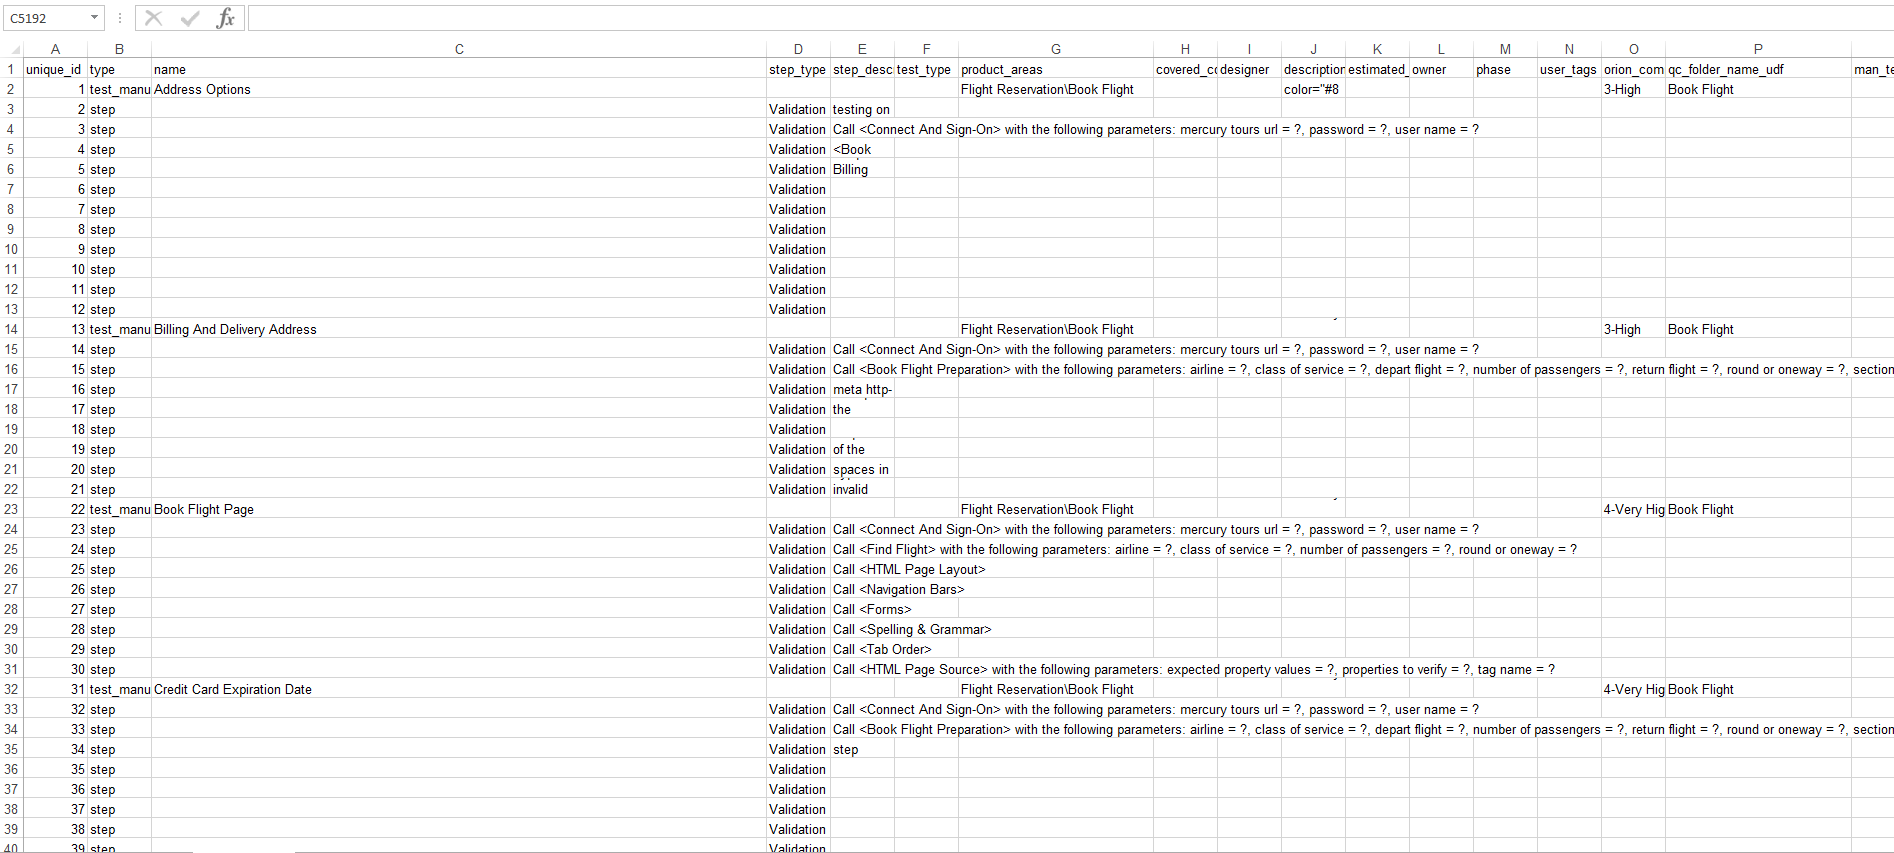 C5192 fx
A B C D E F G H I J K L M N O P
1 unique_id type name step_type step_desc test_type product_areas covered_co designer description estimated_ owner phase user_tags orion_com qc_folder_name_udf man_te
2 1 test_manu Address Options Flight Reservation\Book Flight color="#8 3-High Book Flight
3 2 step Validation testing on
4 3 step Validation Call <Connect And Sign-On> with the following parameters: mercury tours url = ?, password = ?, user name = ?
5 4 step Validation <Book
6 5 step Validation Billing
7 6 step Validation
8 7 step Validation
9 8 step Validation
10 9 step Validation
11 10 step Validation
12 11 step Validation
13 12 step Validation
14 13 test_manu Billing And Delivery Address Flight Reservation\Book Flight 3-High Book Flight
15 14 step Validation Call <Connect And Sign-On> with the following parameters: mercury tours url = ?, password = ?, user name = ?
16 15 step Validation Call <Book Flight Preparation> with the following parameters: airline = ?, class of service = ?, depart flight = ?, number of passengers = ?, return flight = ?, round or oneway = ?, section
17 16 step Validation meta http-
18 17 step Validation the
19 18 step Validation
20 19 step Validation of the
21 20 step Validation spaces in
22 21 step Validation invalid
23 22 test_manu Book Flight Page Flight Reservation\Book Flight 4-Very Hig Book Flight
24 23 step Validation Call <Connect And Sign-On> with the following parameters: mercury tours url = ?, password = ?, user name = ?
25 24 step Validation Call <Find Flight> with the following parameters: airline = ?, class of service = ?, number of passengers = ?, round or oneway = ?
26 25 step Validation Call <HTML Page Layout>
27 26 step Validation Call <Navigation Bars>
28 27 step Validation Call <Forms>
29 28 step Validation Call <Spelling & Grammar>
30 29 step Validation Call <Tab Order>
31 30 step Validation Call <HTML Page Source> with the following parameters: expected property values = ?, properties to verify = ?, tag name = ?
32 31 test_manu Credit Card Expiration Date Flight Reservation\Book Flight 4-Very Hig Book Flight
33 32 step Validation Call <Connect And Sign-On> with the following parameters: mercury tours url = ?, password = ?, user name = ?
34 33 step Validation Call <Book Flight Preparation> with the following parameters: airline = ?, class of service = ?, depart flight = ?, number of passengers = ?, return flight = ?, round or oneway = ?, section
35 34 step Validation step
36 35 step Validation
37 36 step Validation
38 37 step Validation
39 38 step Validation
40 39 step Validation